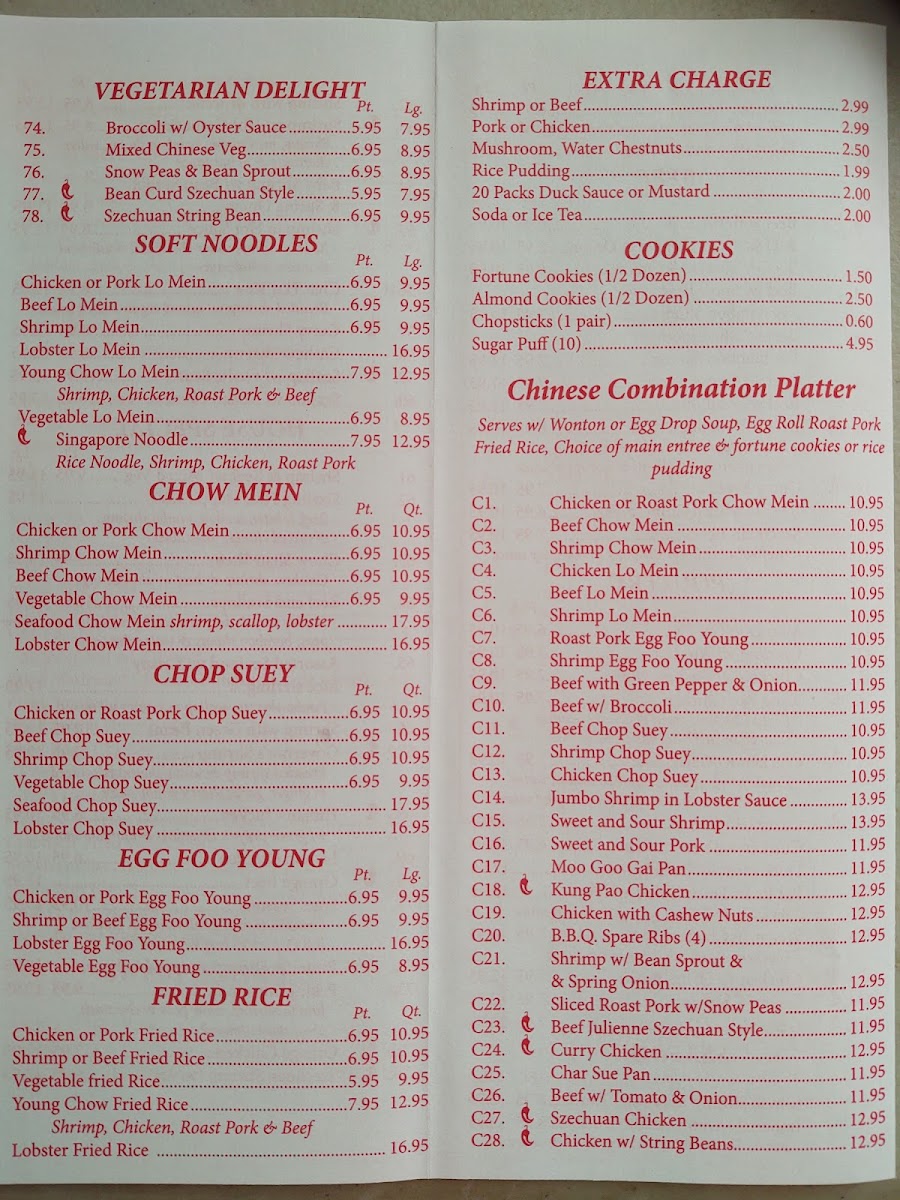 VEGETARIAN DELIGHT
Pt. Lg.
74. Broccoli w/ Oyster Sauce 5.95 7.95
75. Mixed Chinese Veg. 6.95 8.95
76. Snow Peas & Bean Sprout 6.95 8.95
77. Bean Curd Szechuan Style 5.95 7.95
78. Szechuan String Bean 6.95 9.95
SOFT NOODLES
Pt. Lg.
Chicken or Pork Lo Mein 6.95 9.95
Beef Lo Mein 6.95 9.95
Shrimp Lo Mein 6.95 9.95
Lobster Lo Mein 16.95
Young Chow Lo Mein 7.95 12.95
Shrimp, Chicken, Roast Pork & Beef
Vegetable Lo Mein 6.95 8.95
Singapore Noodle 7.95 12.95
Rice Noodle, Shrimp, Chicken, Roast Pork
CHOW MEIN
Pt. Qt.
Chicken or Pork Chow Mein 6.95 10.95
Shrimp Chow Mein 6.95 10.95
Beef Chow Mein 6.95 10.95
Vegetable Chow Mein 6.95 9.95
Seafood Chow Mein shrimp, scallop, lobster 17.95
Lobster Chow Mein 16.95
CHOP SUEY
Pt. Qt.
Chicken or Roast Pork Chop Suey 6.95 10.95
Beef Chop Suey 6.95 10.95
Shrimp Chop Suey 6.95 10.95
Vegetable Chop Suey 6.95 9.95
Seafood Chop Suey 17.95
Lobster Chop Suey 16.95
EGG FOO YOUNG
Pt. Lg.
Chicken or Pork Egg Foo Young 6.95 9.95
Shrimp or Beef Egg Foo Young 6.95 9.95
Lobster Egg Foo Young 16.95
Vegetable Egg Foo Young 6.95 8.95
FRIED RICE
Pt. Qt.
Chicken or Pork Fried Rice 6.95 10.95
Shrimp or Beef Fried Rice 6.95 10.95
Vegetable fried Rice 5.95 9.95
Young Chow Fried Rice 7.95 12.95
Shrimp, Chicken, Roast Pork & Beef
Lobster Fried Rice 16.95
EXTRA CHARGE
Shrimp or Beef 2.99
Pork or Chicken 2.99
Mushroom, Water Chestnuts 2.50
Rice Pudding 1.99
20 Packs Duck Sauce or Mustard 2.00
Soda or Ice Tea 2.00
COOKIES
Fortune Cookies (1/2 Dozen) 1.50
Almond Cookies (1/2 Dozen) 2.50
Chopsticks (1 pair) 0.60
Sugar Puff (10) 4.95
Chinese Combination Platter
Serves w/ Wonton or Egg Drop Soup, Egg Roll Roast Pork
Fried Rice, Choice of main entree & fortune cookies or rice
pudding
C1. Chicken or Roast Pork Chow Mein 10.95
C2. Beef Chow Mein 10.95
C3. Shrimp Chow Mein 10.95
C4. Chicken Lo Mein 10.95
C5. Beef Lo Mein 10.95
C6. Shrimp Lo Mein 10.95
C7. Roast Pork Egg Foo Young 10.95
C8. Shrimp Egg Foo Young 10.95
C9. Beef with Green Pepper & Onion 11.95
C10. Beef w/ Broccoli 11.95
C11. Beef Chop Suey 10.95
C12. Shrimp Chop Suey 10.95
C13. Chicken Chop Suey 10.95
C14. Jumbo Shrimp in Lobster Sauce 13.95
C15. Sweet and Sour Shrimp 13.95
C16. Sweet and Sour Pork 11.95
C17. Moo Goo Gai Pan 11.95
C18. Kung Pao Chicken 12.95
C19. Chicken with Cashew Nuts 12.95
C20. B.B.Q. Spare Ribs (4) 12.95
C21. Shrimp w/ Bean Sprout &
& Spring Onion 12.95
C22. Sliced Roast Pork w/Snow Peas 11.95
C23. Beef Julienne Szechuan Style 11.95
C24. Curry Chicken 12.95
C25. Char Sue Pan 11.95
C26. Beef w/ Tomato & Onion 11.95
C27. Szechuan Chicken 12.95
C28. Chicken w/ String Beans 12.95